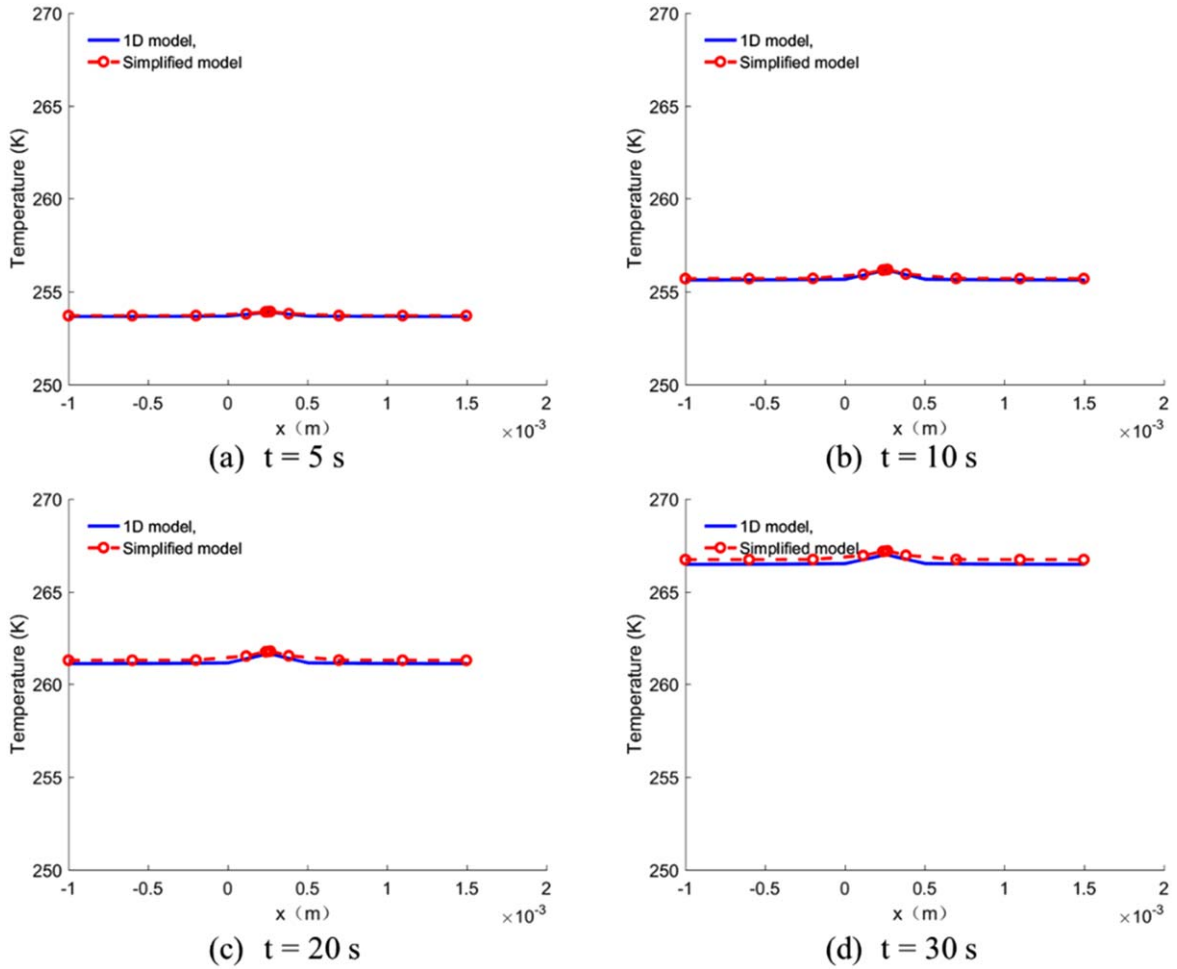 270
1D model,
Simplified model
265
Temperature (K)
260
255
250
-1 -0.5 0 0.5 1 1.5 2
x（m） ×10-3
(a) t = 5 s
270
1D model,
Simplified model
265
Temperature (K)
260
255
250
-1 -0.5 0 0.5 1 1.5 2
x（m） ×10-3
(b) t = 10 s
270
1D model,
Simplified model
265
Temperature (K)
260
255
250
-1 -0.5 0 0.5 1 1.5 2
x（m） ×10-3
(c) t = 20 s
270
1D model,
Simplified model
265
Temperature (K)
260
255
250
-1 -0.5 0 0.5 1 1.5 2
x（m） ×10-3
(d) t = 30 s